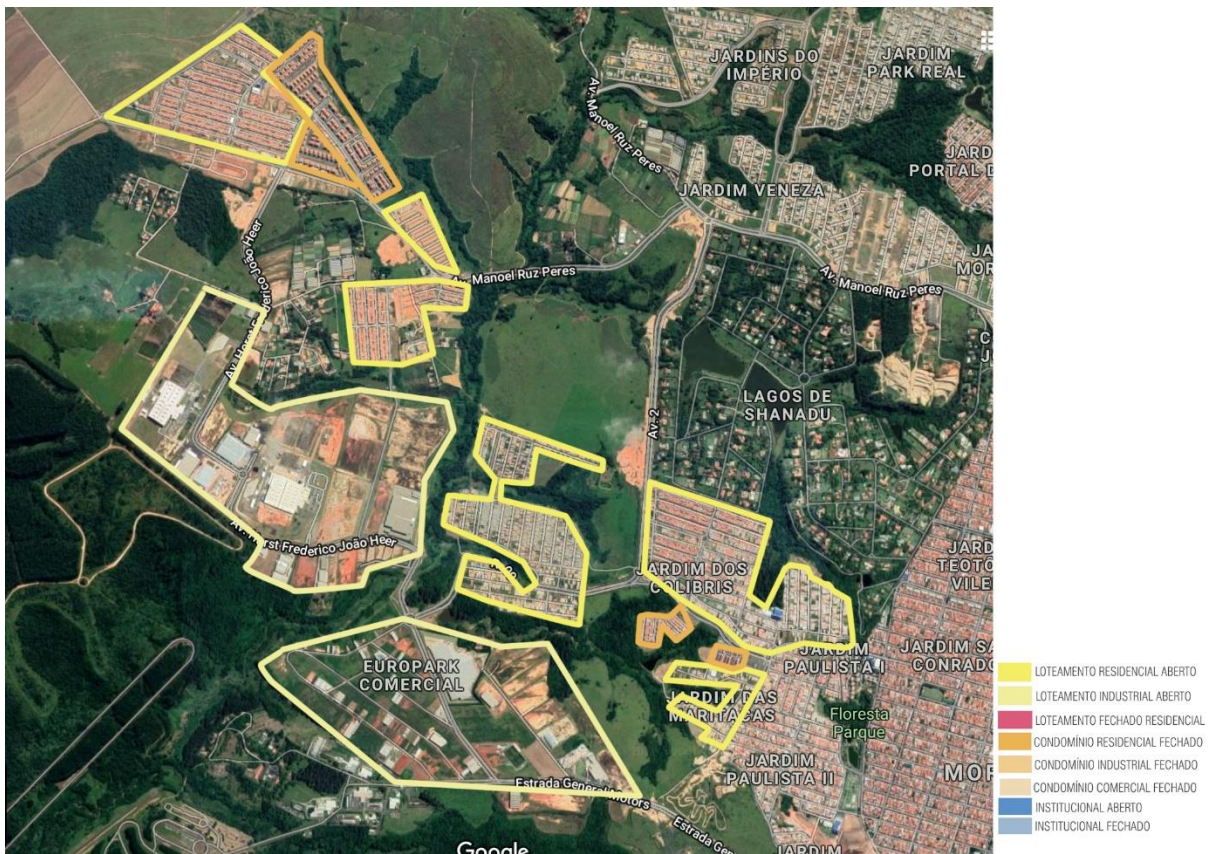 JARDINS DO
IMPÉRIO
JARDIM
PARK REAL
Av. Manoel Ruz Peres
JARD
PORTAL D
JARDIM VENEZA
JA
MOR
Av. Manoel Ruz Peres
Av. Manoel Ruz Peres
Av. 2
LAGOS DE
SHANADU
Frederico João Heer
JARDIM DOS
COLIBRIS
JARD
TEOTÔ
VILE
EUROPARK
COMERCIAL
JARDIM
PAULISTA I
JARDIM SA
CONRADO
JARDIM DAS
MARITACAS
Floresta
Parque
JARDIM
PAULISTA II
MOR
Estrada General Motors
Estrada Gen
JARDIM
Google
LOTEAMENTO RESIDENCIAL ABERTO
LOTEAMENTO INDUSTRIAL ABERTO
LOTEAMENTO FECHADO RESIDENCIAL
CONDOMÍNIO RESIDENCIAL FECHADO
CONDOMÍNIO INDUSTRIAL FECHADO
CONDOMÍNIO COMERCIAL FECHADO
INSTITUCIONAL ABERTO
INSTITUCIONAL FECHADO